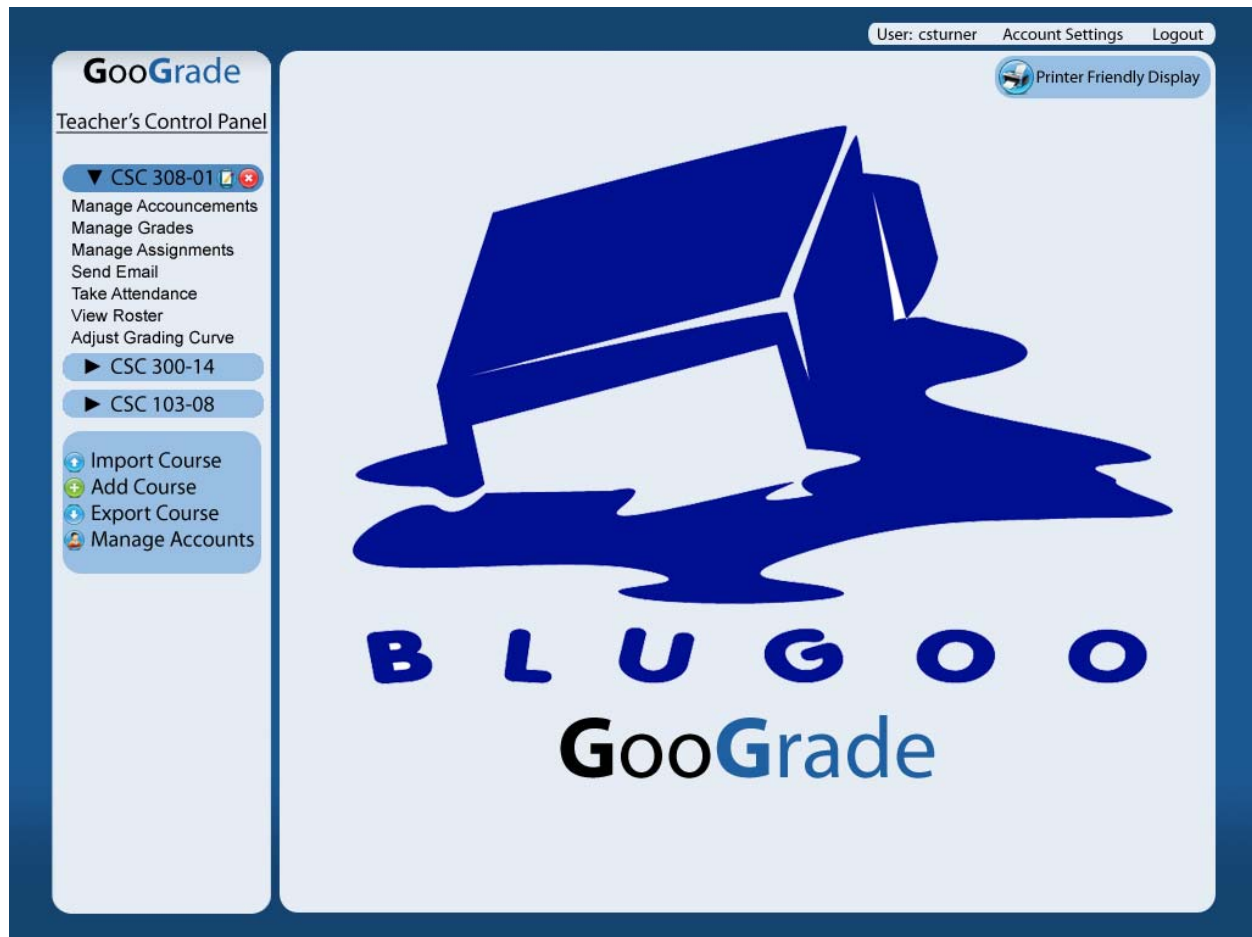 User: csturner Account Settings Logout
GooGrade
Printer Friendly Display
Teacher's Control Panel
CSC 308-01
Manage Accouncements
Manage Grades
Manage Assignments
Send Email
Take Attendance
View Roster
Adjust Grading Curve
CSC 300-14
CSC 103-08
Import Course
Add Course
Export Course
Manage Accounts
BLUGOO
GooGrade